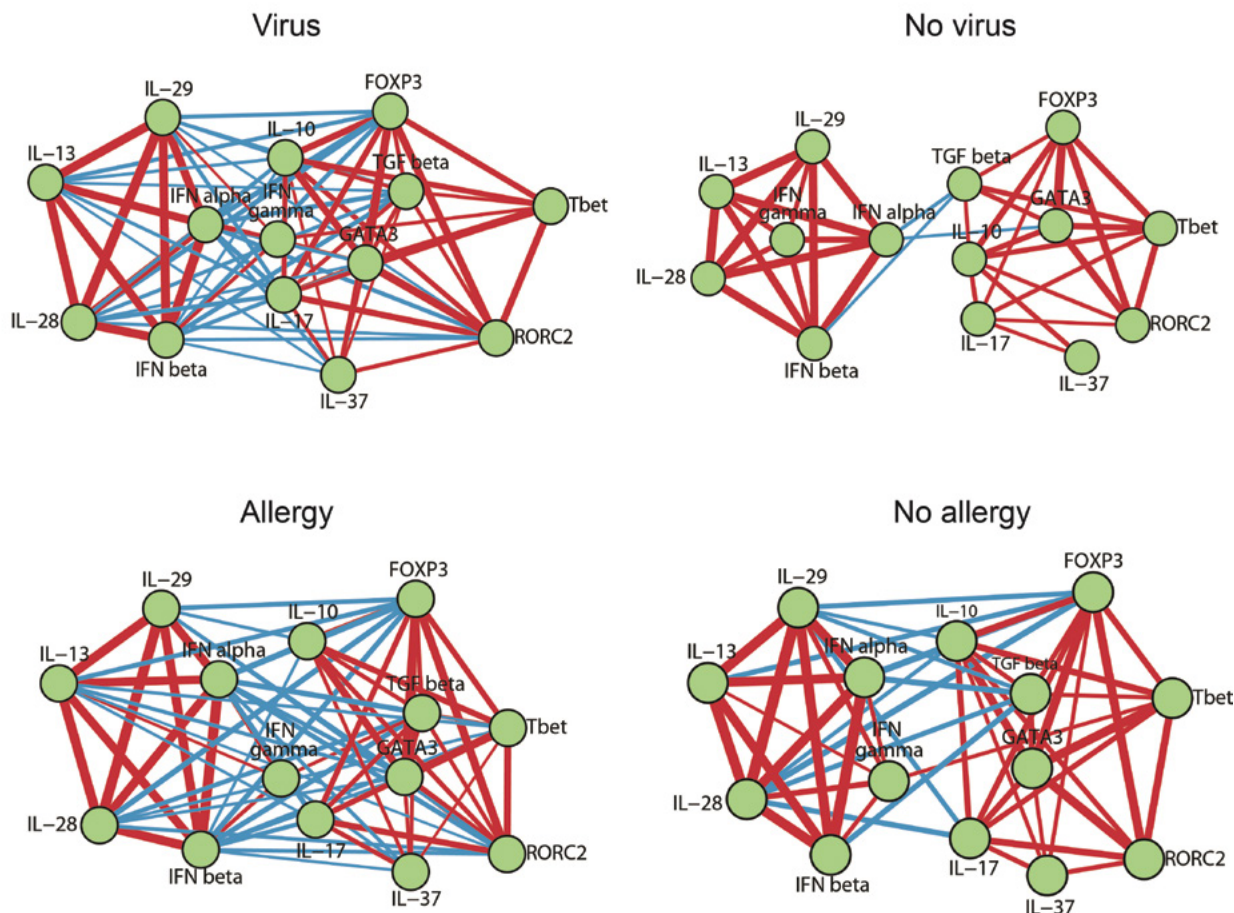 Virus
IL-29
FOXP3
IL-10
IL-13
TGF beta
IFN alpha
IFN
gamma
Tbet
GATA3
IL-28
IL-17
RORC2
IFN beta
IL-37
No virus
FOXP3
IL-29
TGF beta
IL-13
IFN
gamma
IFN alpha
GATA3
IL-10
Tbet
IL-28
IL-17
RORC2
IFN beta
IL-37
Allergy
FOXP3
IL-29
IL-10
IL-13
IFN alpha
TGF beta
IFN
gamma
Tbet
GATA3
IL-28
IL-17
RORC2
IFN beta
IL-37
No allergy
FOXP3
IL-29
IL-10
IL-13
IFN alpha
TGF beta
Tbet
IFN
gamma
GATA3
IL-28
IL-17
RORC2
IFN beta
IL-37